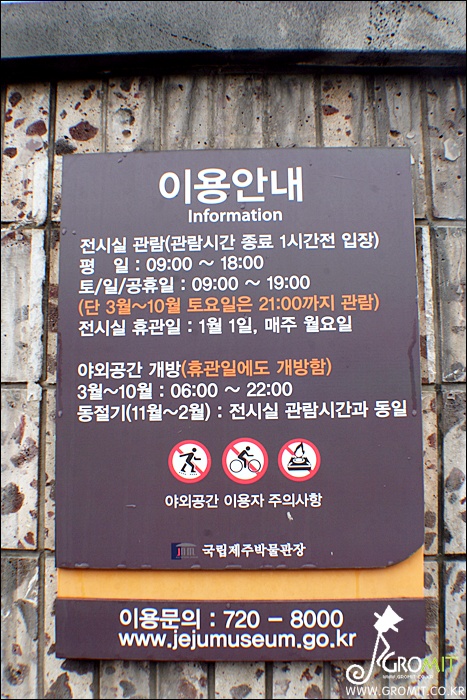 이용안내
Information
전시실 관람(관람시간 종료 1시간전 입장)
평 일 : 09:00 ~ 18:00
토/일/공휴일 : 09:00 ~ 19:00
(단 3월~10월 토요일은 21:00까지 관람)
전시실 휴관일 : 1월 1일, 매주 월요일
야외공간 개방(휴관일에도 개방함)
3월~10월 : 06:00 ~ 22:00
동절기(11월~2월) : 전시실 관람시간과 동일
야외공간 이용자 주의사항
국립제주박물관장
이용문의 : 720 - 8000
www.jejumuseum.go.kr
GROMIT
WWW.GROMIT.CO.KR
WWW.GROMIT.CO.KR